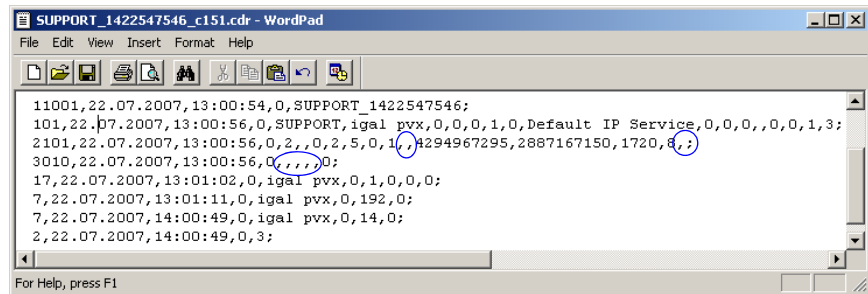 SUPPORT_1422547546_c151.cdr - WordPad
File Edit View Insert Format Help
11001,22.07.2007,13:00:54,0,SUPPORT_1422547546;
101,22.07.2007,13:00:56,0,SUPPORT,igal pvx,0,0,0,1,0,Default IP Service,0,0,0,,0,0,1,3;
2101,22.07.2007,13:00:56,0,2,,0,2,5,0,1,,4294967295,2887167150,1720,8,;
3010,22.07.2007,13:00:56,0,,,,,0;
17,22.07.2007,13:01:02,0,igal pvx,0,1,0,0,0;
7,22.07.2007,13:01:11,0,igal pvx,0,192,0;
7,22.07.2007,14:00:49,0,igal pvx,0,14,0;
2,22.07.2007,14:00:49,0,3;
For Help, press F1